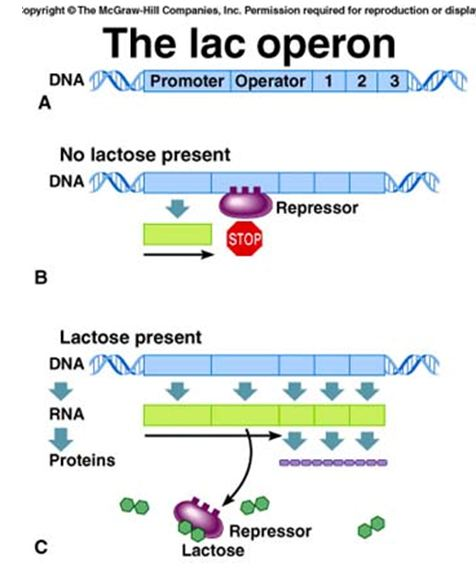 opyright © The McGraw-Hill Companies, Inc. Permission required for reproduction or
The lac operon
DNA Promoter Operator 1 2 3
A
No lactose present
DNA
Repressor
STOP
B
Lactose present
DNA
RNA
Proteins
Repressor
Lactose
C